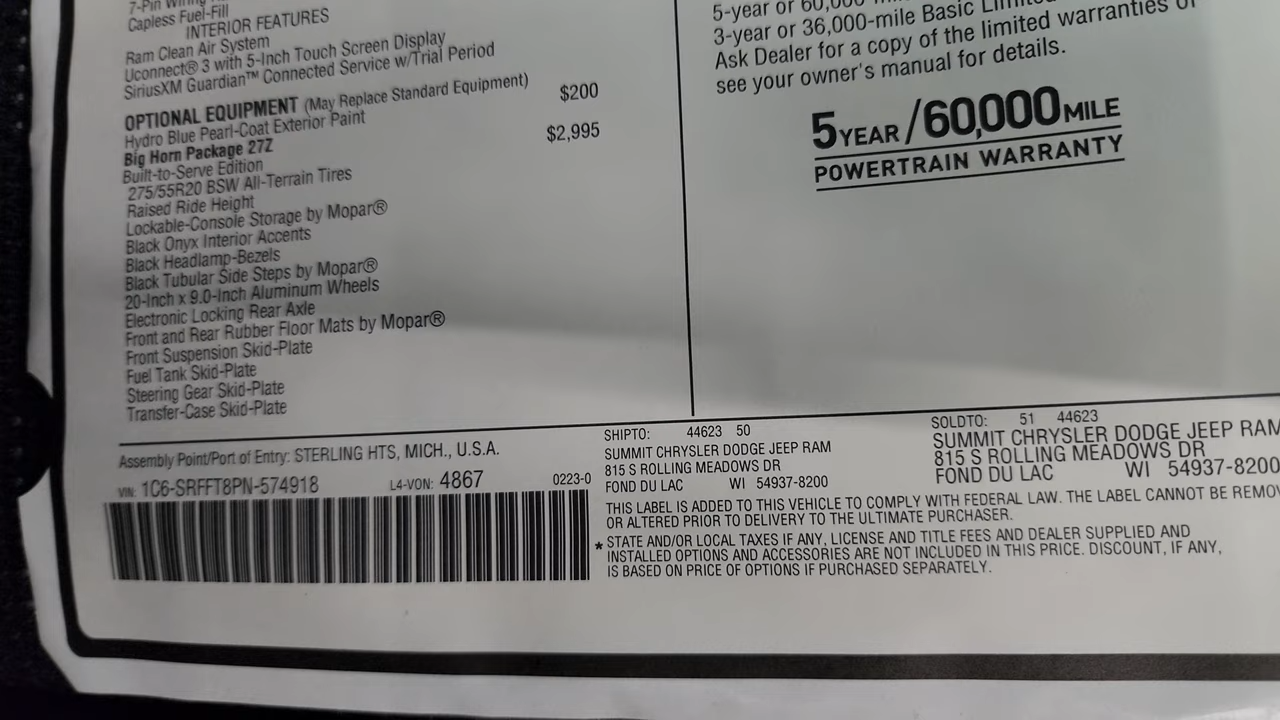 7-Pin Wiring
Capless Fuel-Fill
INTERIOR FEATURES
Ram Clean Air System
Uconnect® 3 with 5-Inch Touch Screen Display
SiriusXM Guardian™ Connected Service w/Trial Period
OPTIONAL EQUIPMENT (May Replace Standard Equipment)
Hydro Blue Pearl-Coat Exterior Paint $200
Big Horn Package 27Z $2,995
Built-to-Serve Edition
275/55R20 BSW All-Terrain Tires
Raised Ride Height
Lockable-Console Storage by Mopar®
Black Onyx Interior Accents
Black Headlamp-Bezels
Black Tubular Side Steps by Mopar®
20-Inch x 9.0-Inch Aluminum Wheels
Electronic Locking Rear Axle
Front and Rear Rubber Floor Mats by Mopar®
Front Suspension Skid-Plate
Fuel Tank Skid-Plate
Steering Gear Skid-Plate
Transfer-Case Skid-Plate
5-year or 60,000
3-year or 36,000-mile Basic Limited
Ask Dealer for a copy of the limited warranties or
see your owner's manual for details.
5 YEAR / 60,000 MILE
POWERTRAIN WARRANTY
Assembly Point/Port of Entry: STERLING HTS, MICH., U.S.A.
VIN: 1C6-SRFFT8PN-574918 L4-VON: 4867 0223-0
SHIPTO: 44623 50
SUMMIT CHRYSLER DODGE JEEP RAM
815 S ROLLING MEADOWS DR
FOND DU LAC WI 54937-8200
SOLDTO: 51 44623
SUMMIT CHRYSLER DODGE JEEP RAM
815 S ROLLING MEADOWS DR
FOND DU LAC WI 54937-8200
THIS LABEL IS ADDED TO THIS VEHICLE TO COMPLY WITH FEDERAL LAW. THE LABEL CANNOT BE REMOV
OR ALTERED PRIOR TO DELIVERY TO THE ULTIMATE PURCHASER.
* STATE AND/OR LOCAL TAXES IF ANY, LICENSE AND TITLE FEES AND DEALER SUPPLIED AND
INSTALLED OPTIONS AND ACCESSORIES ARE NOT INCLUDED IN THIS PRICE. DISCOUNT, IF ANY,
IS BASED ON PRICE OF OPTIONS IF PURCHASED SEPARATELY.